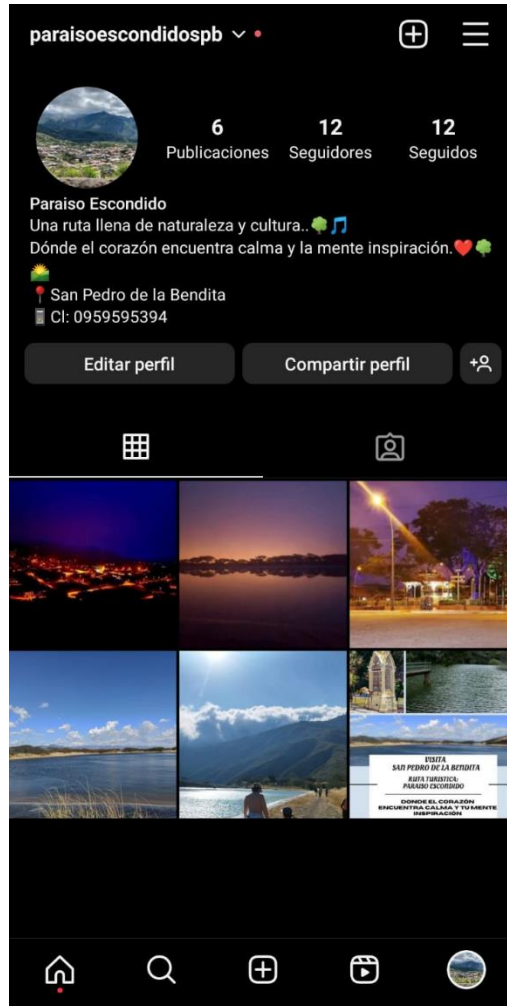 paraisoescondidospb
6
12
12
Publicaciones
Seguidores
Seguidos
Paraiso Escondido
Una ruta llena de naturaleza y cultura..🌳🎵
Dónde el corazón encuentra calma y la mente inspiración.❤️🌳
🌄
📍San Pedro de la Bendita
📱Cl: 0959595394
Editar perfil
Compartir perfil
VISITA
SAN PEDRO DE LA BENDITA
RUTA TURISTICA:
PARAISO ESCONDIDO
DONDE EL CORAZÓN
ENCUENTRA CALMA Y TU MENTE
INSPIRACIÓN